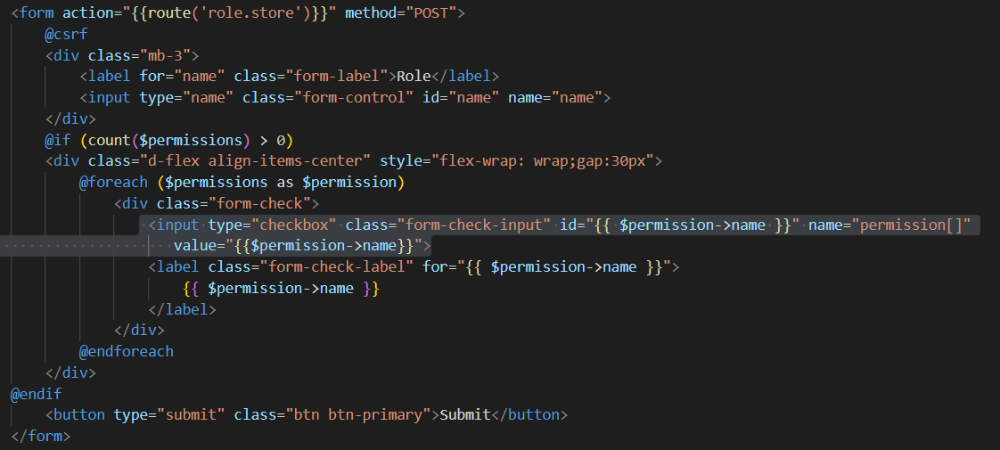 <form action="{{route('role.store')}}" method="POST">
    @csrf
    <div class="mb-3">
        <label for="name" class="form-label">Role</label>
        <input type="name" class="form-control" id="name" name="name">
    </div>
    @if (count($permissions) > 0)
    <div class="d-flex align-items-center" style="flex-wrap: wrap;gap:30px">
        @foreach ($permissions as $permission)
            <div class="form-check">
                <input type="checkbox" class="form-check-input" id="{{ $permission->name }}" name="permission[]"
                   value="{{$permission->name}}">
                <label class="form-check-label" for="{{ $permission->name }}">
                    {{ $permission->name }}
                </label>
            </div>
        @endforeach
    </div>
@endif
    <button type="submit" class="btn btn-primary">Submit</button>
</form>